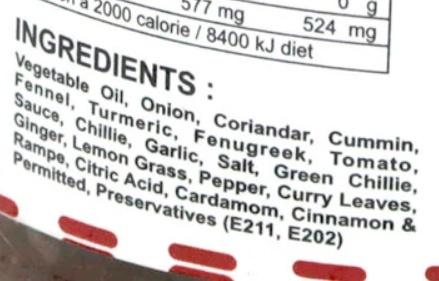 577 mg
0 g
524 mg
a 2000 calorie / 8400 kJ diet
INGREDIENTS :
Vegetable Oil, Onion, Coriandar, Cummin,
Fennel, Turmeric, Fenugreek, Tomato,
Sauce, Chillie, Garlic, Salt, Green Chillie,
Ginger, Lemon Grass, Pepper, Curry Leaves,
Rampe, Citric Acid, Cardamom, Cinnamon &
Permitted, Preservatives (E211, E202)